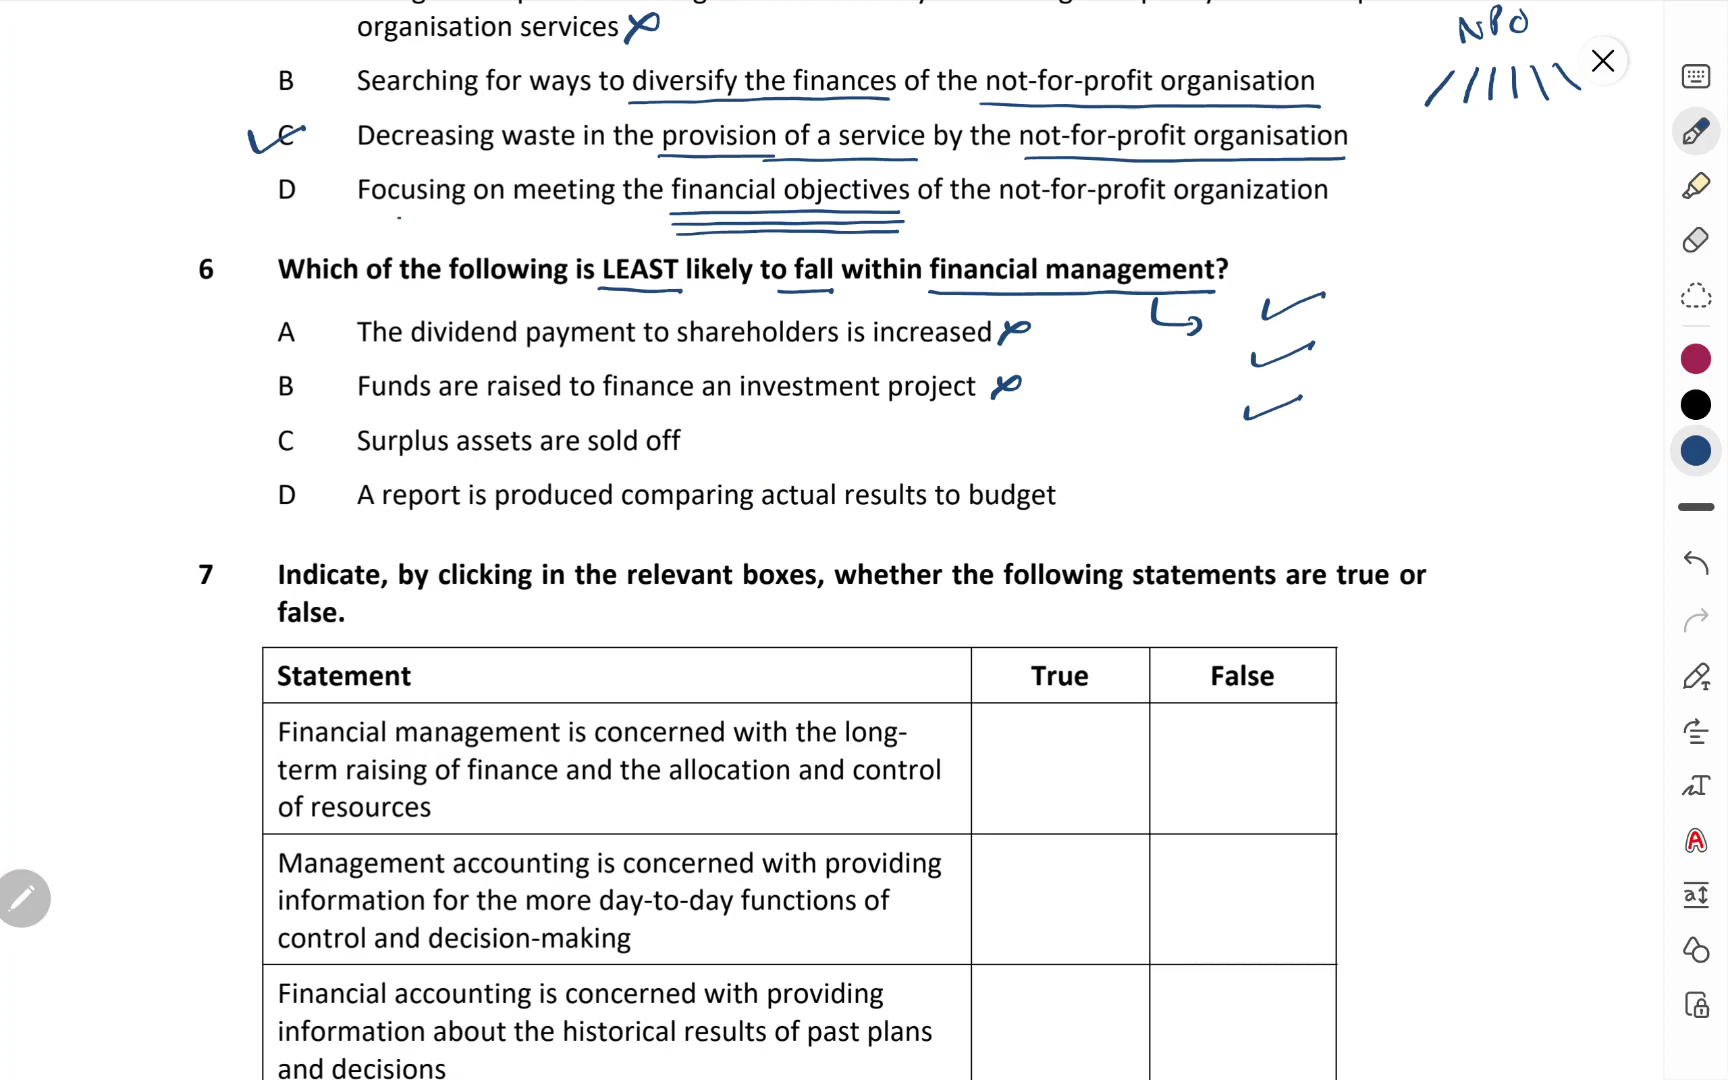 organisation services
NPO
B Searching for ways to diversify the finances of the not-for-profit organisation
C Decreasing waste in the provision of a service by the not-for-profit organisation
D Focusing on meeting the financial objectives of the not-for-profit organization
6 Which of the following is LEAST likely to fall within financial management?
A The dividend payment to shareholders is increased
B Funds are raised to finance an investment project
C Surplus assets are sold off
D A report is produced comparing actual results to budget
7 Indicate, by clicking in the relevant boxes, whether the following statements are true or
false.
Statement True False
Financial management is concerned with the long-
term raising of finance and the allocation and control
of resources
Management accounting is concerned with providing
information for the more day-to-day functions of
control and decision-making
Financial accounting is concerned with providing
information about the historical results of past plans
and decisions